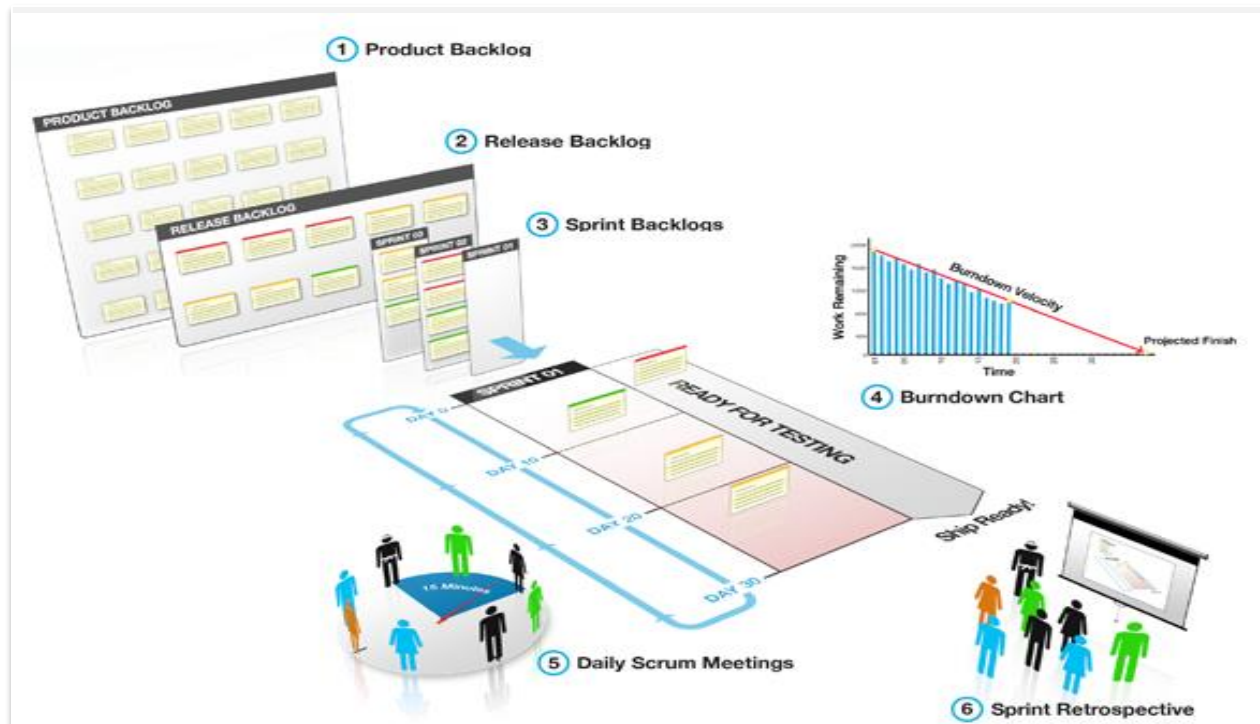 1 Product Backlog
PRODUCT BACKLOG
2 Release Backlog
RELEASE BACKLOG
3 Sprint Backlogs
SPRINT 03
SPRINT 02
SPRINT 01
Work Remaining
Burndown Velocity
Projected Finish
Time
4 Burndown Chart
SPRINT 01
READY FOR TESTING
DAY 0
DAY 10
DAY 20
DAY 30
Ship Ready!
15 Minutes
5 Daily Scrum Meetings
6 Sprint Retrospective